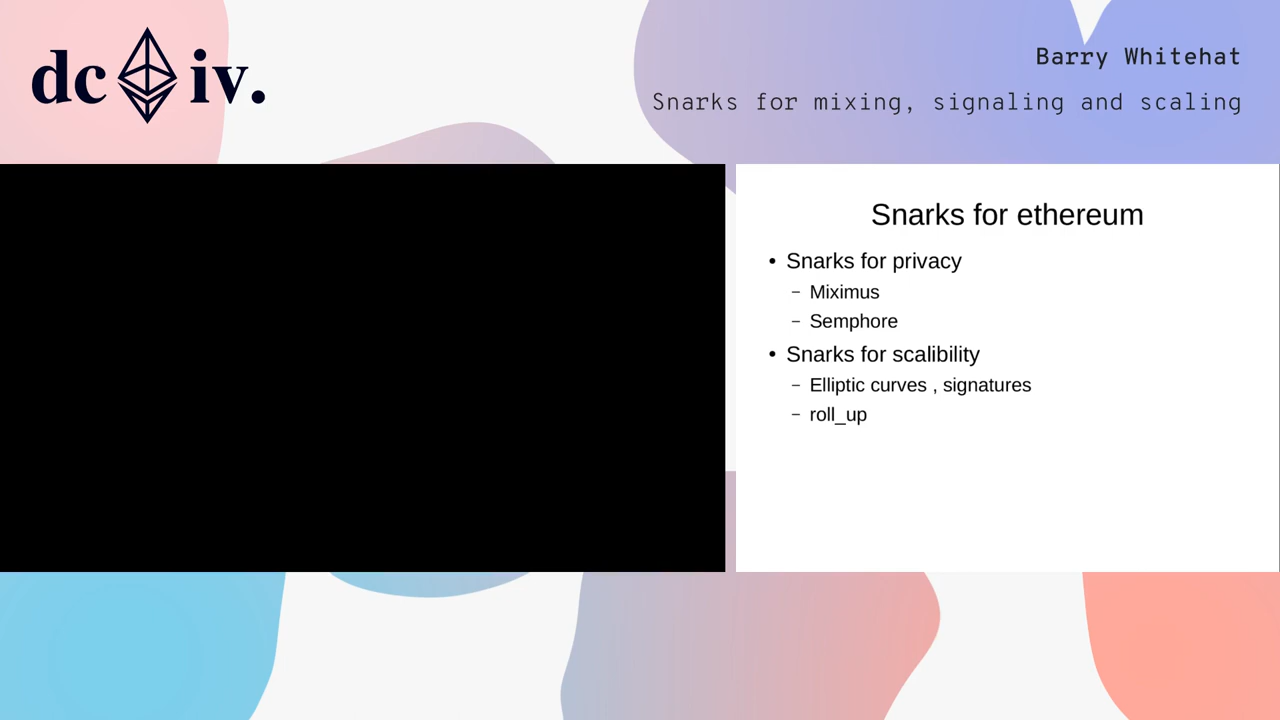 dc iv.
Barry Whitehat
Snarks for mixing, signaling and scaling
Snarks for ethereum
• Snarks for privacy
– Miximus
– Semphore
• Snarks for scalibility
– Elliptic curves , signatures
– roll_up